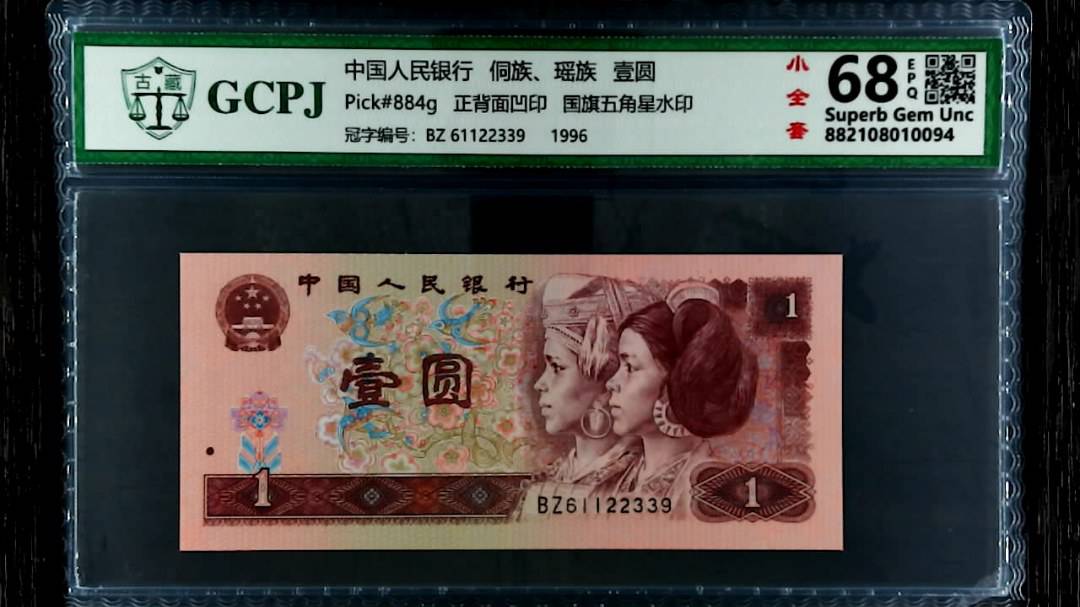 古藏
GCPJ
中国人民银行 侗族、瑶族 壹圆
Pick#884g 正背面凹印 国旗五角星水印
冠字编号: BZ 61122339 1996
小全套
68 EPQ
Superb Gem Unc
882108010094
中国人民银行
1
壹圆
1
BZ61122339
1